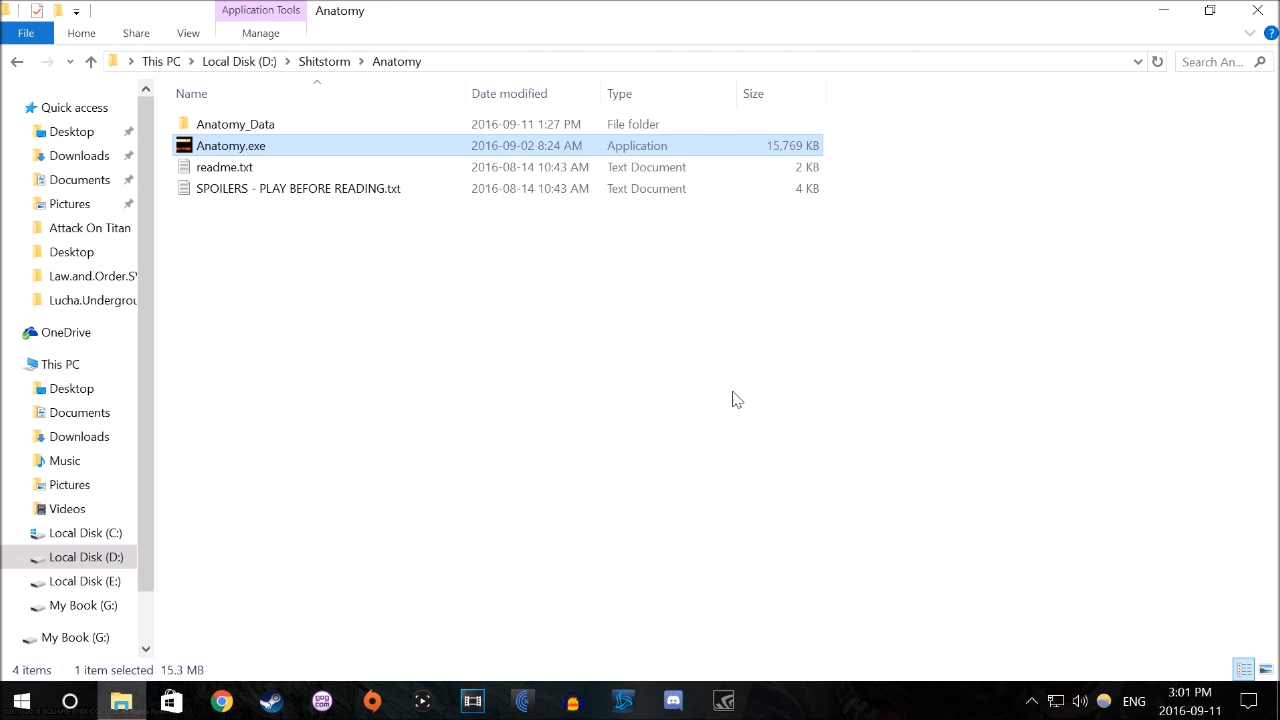 Application Tools Anatomy
File Home Share View Manage
This PC Local Disk (D:) Shitstorm Anatomy Search An...
Name Date modified Type Size
Quick access
Desktop
Downloads
Documents
Pictures
Attack On Titan
Desktop
Law.and.Order.S
Lucha.Undergrou
OneDrive
This PC
Desktop
Documents
Downloads
Music
Pictures
Videos
Local Disk (C:)
Local Disk (D:)
Local Disk (E:)
My Book (G:)
My Book (G:)
Anatomy_Data 2016-09-11 1:27 PM File folder
Anatomy.exe 2016-09-02 8:24 AM Application 15,769 KB
readme.txt 2016-08-14 10:43 AM Text Document 2 KB
SPOILERS - PLAY BEFORE READING.txt 2016-08-14 10:43 AM Text Document 4 KB
4 items 1 item selected 15.3 MB
gog com
ENG
3:01 PM
2016-09-11